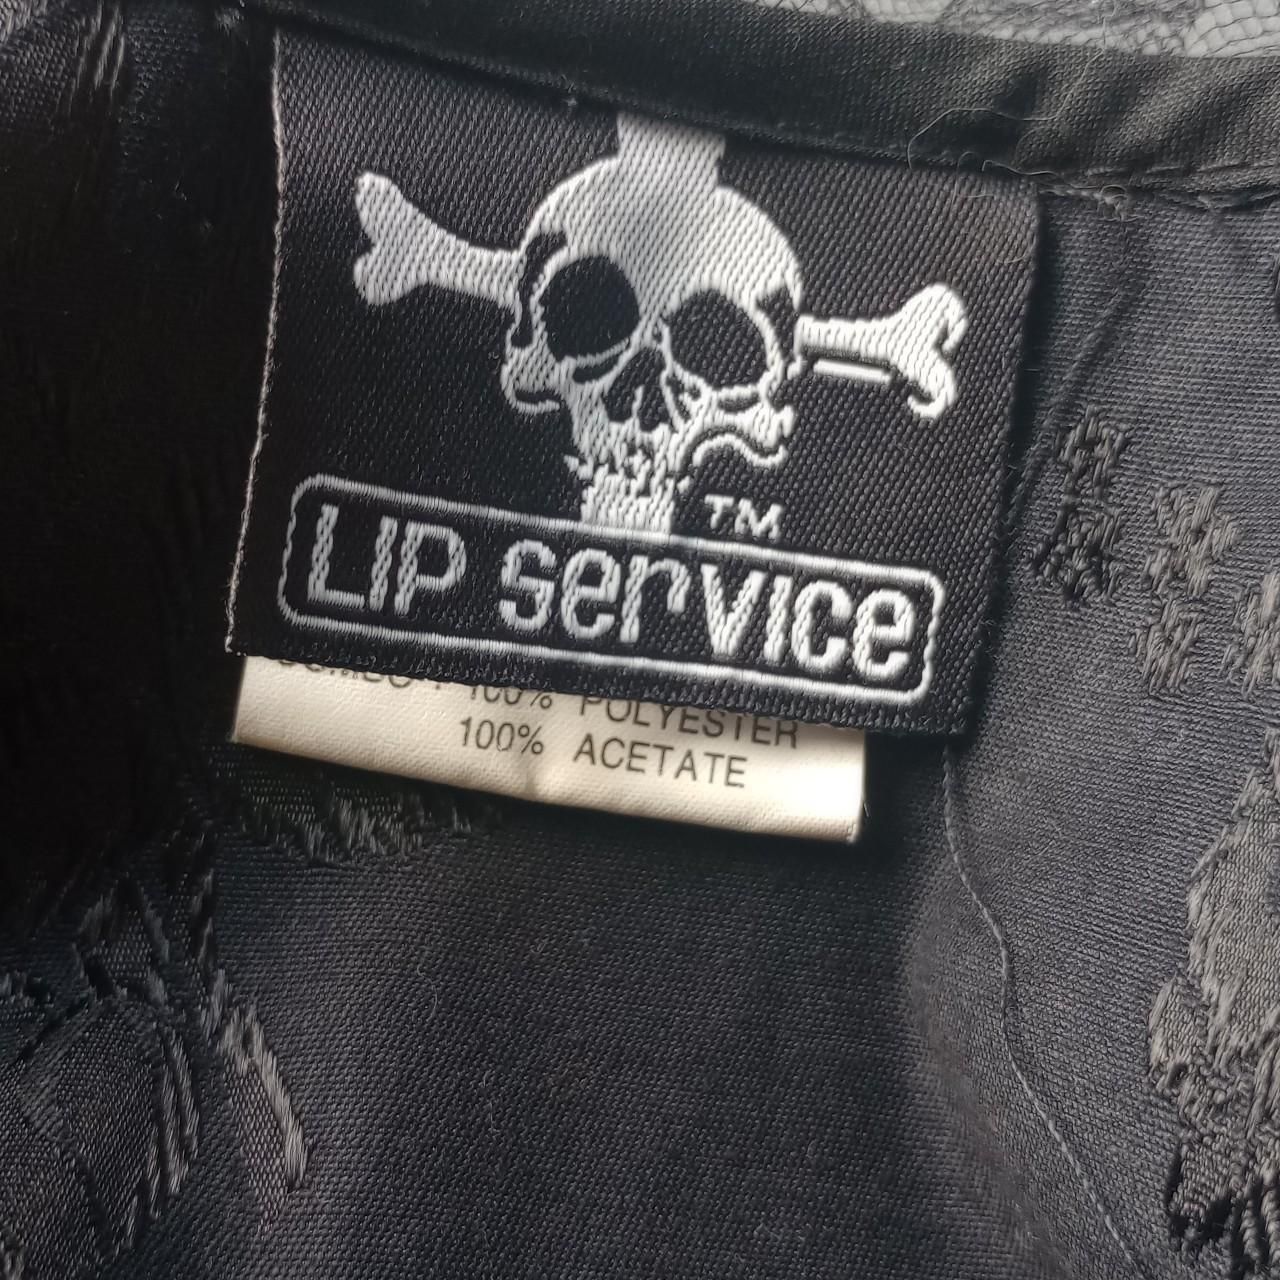 TM
LIP service
100% POLYESTER
100% ACETATE